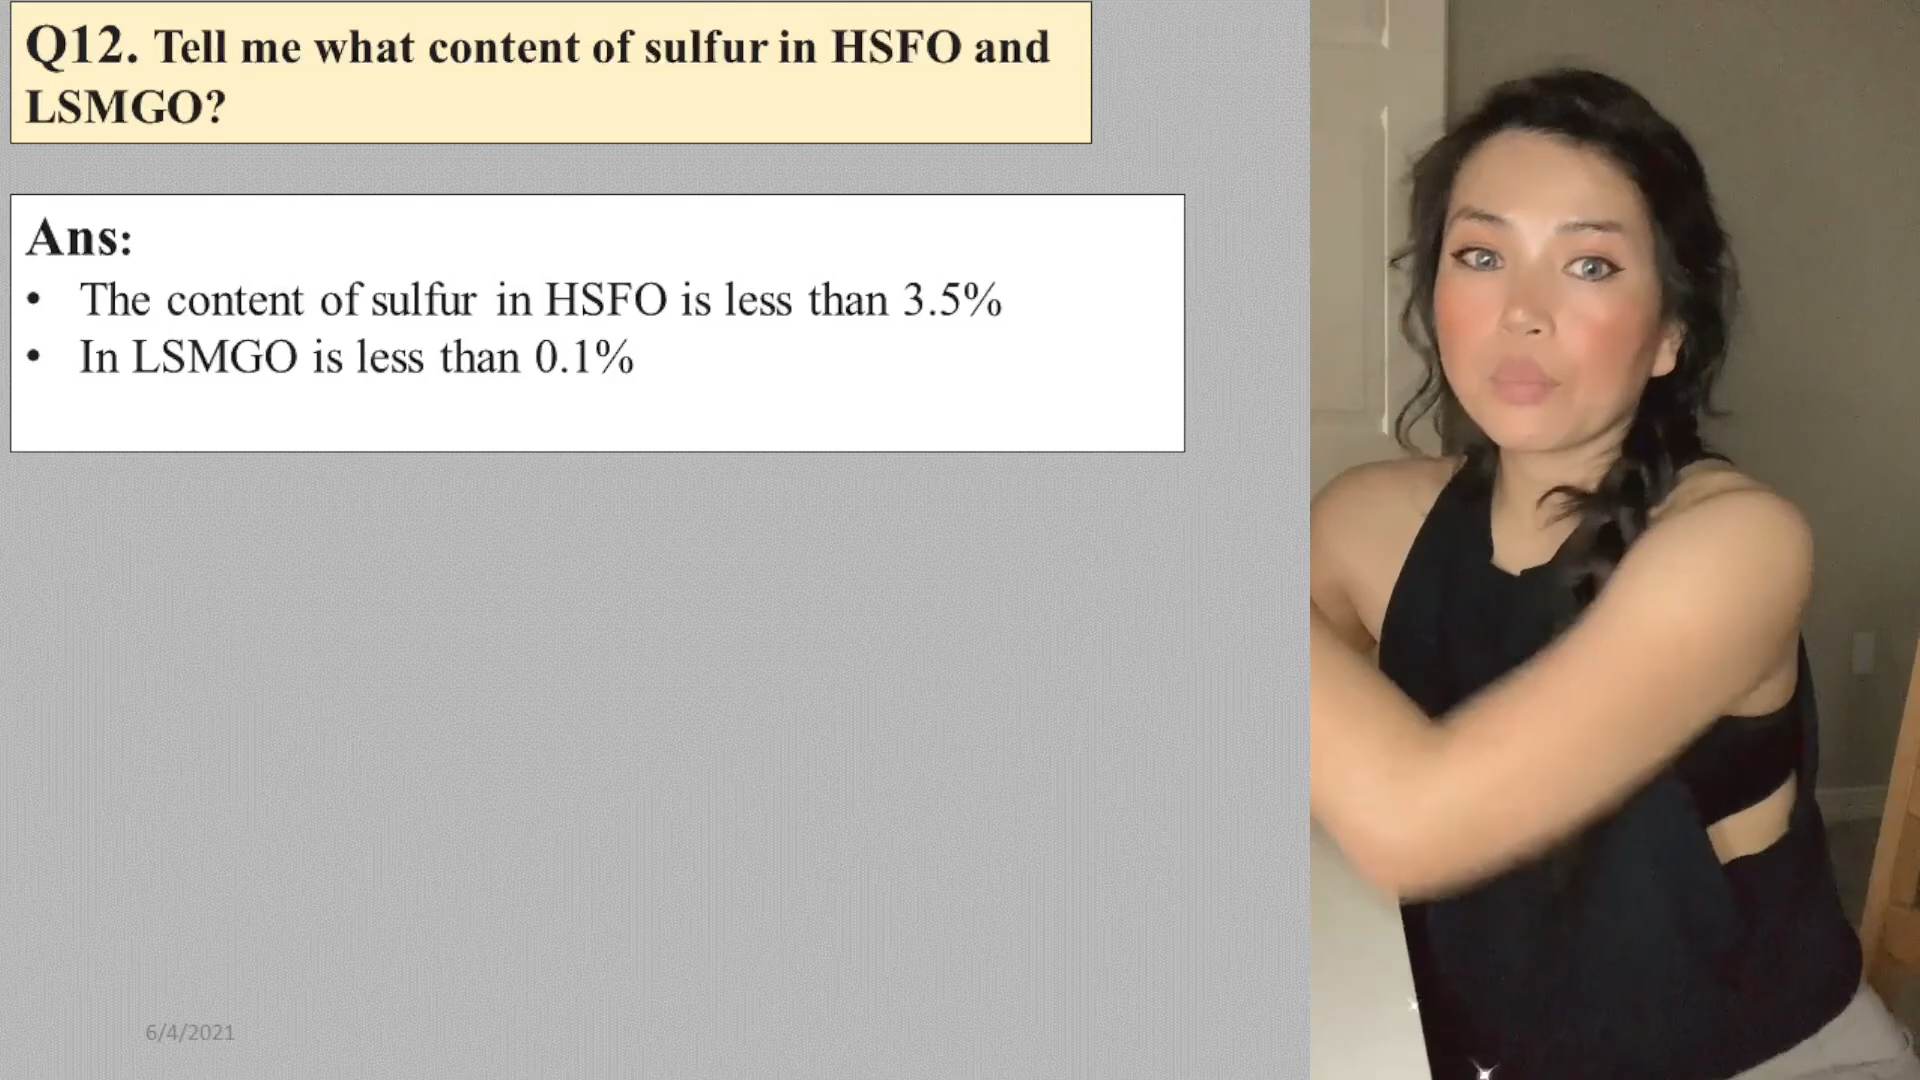 Q12. Tell me what content of sulfur in HSFO and
LSMGO?
Ans:
• The content of sulfur in HSFO is less than 3.5%
• In LSMGO is less than 0.1%
6/4/2021